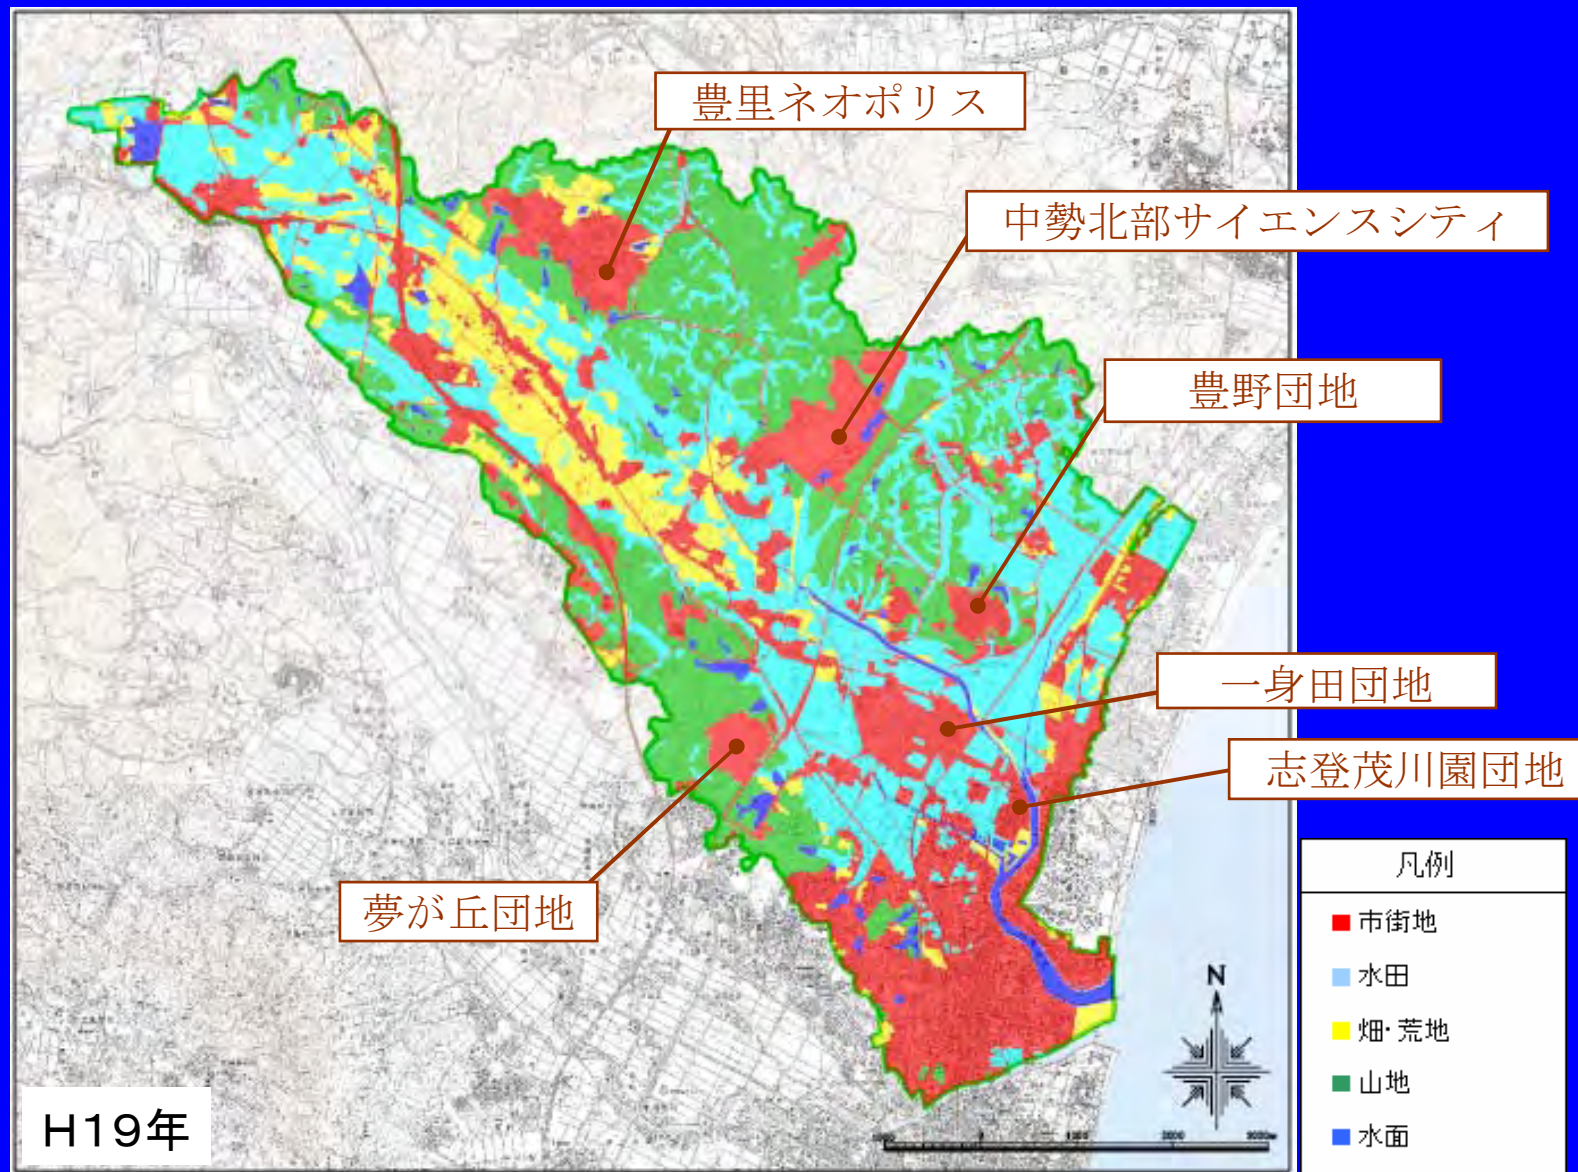 豊里ネオポリス
中勢北部サイエンスシティ
豊野団地
一身田団地
志登茂川園団地
夢が丘団地
凡例
市街地
水田
畑・荒地
山地
水面
N
H19年